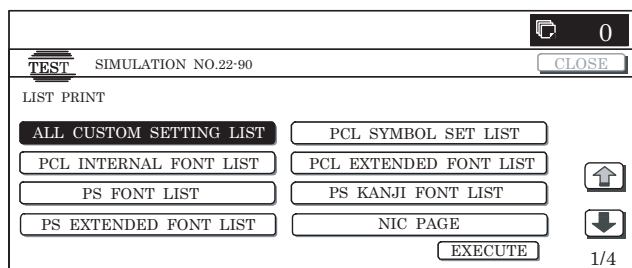 0
TEST SIMULATION NO.22-90 CLOSE
LIST PRINT
ALL CUSTOM SETTING LIST PCL SYMBOL SET LIST
PCL INTERNAL FONT LIST PCL EXTENDED FONT LIST
PS FONT LIST PS KANJI FONT LIST
PS EXTENDED FONT LIST NIC PAGE
EXECUTE 1/4